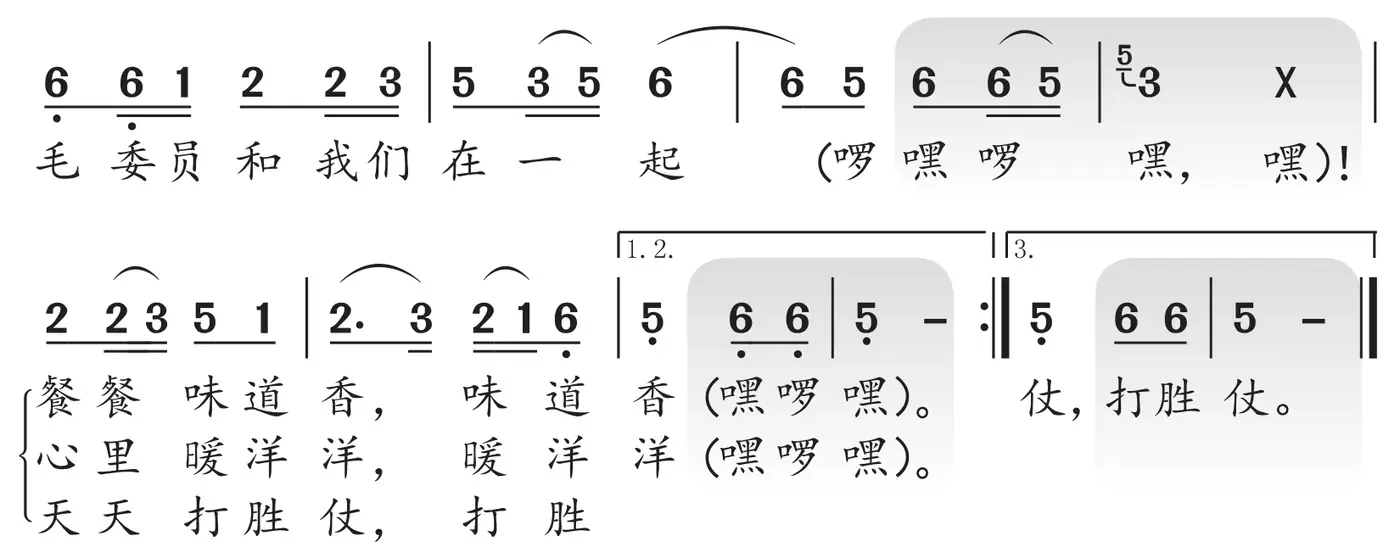 6 6 1 2 2 3 5 3 5 6 6 5 6 6 5 5 3 X
毛 委员 和 我们 在 一 起 (啰 嘿 啰 嘿, 嘿)!
1.2. 3.
2 2 3 5 1 2. 3 2 1 6 5 6 6 5 - 5 6 6 5 -
餐餐 味道 香, 味 道 香 (嘿啰 嘿)。 仗, 打胜 仗。
心里 暖洋 洋, 暖 洋 洋 (嘿啰 嘿)。
天天 打胜 仗, 打 胜